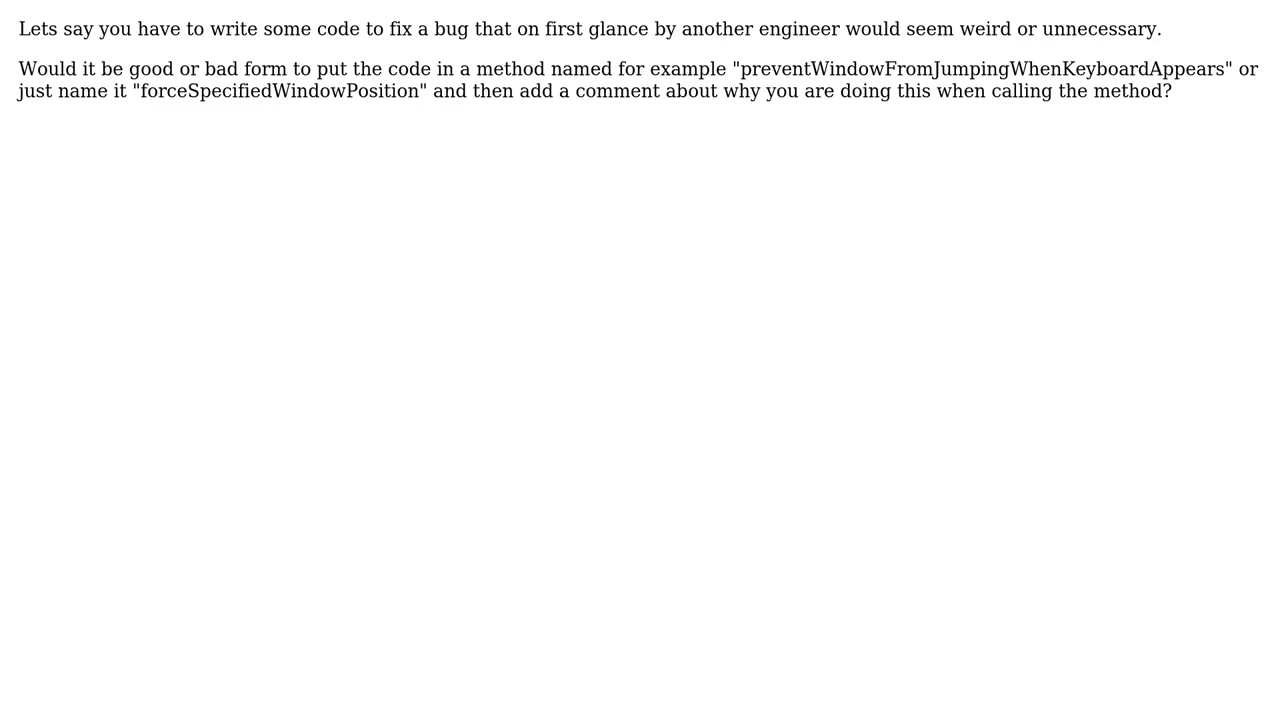 Lets say you have to write some code to fix a bug that on first glance by another engineer would seem weird or unnecessary.
Would it be good or bad form to put the code in a method named for example "preventWindowFromJumpingWhenKeyboardAppears" or
just name it "forceSpecifiedWindowPosition" and then add a comment about why you are doing this when calling the method?